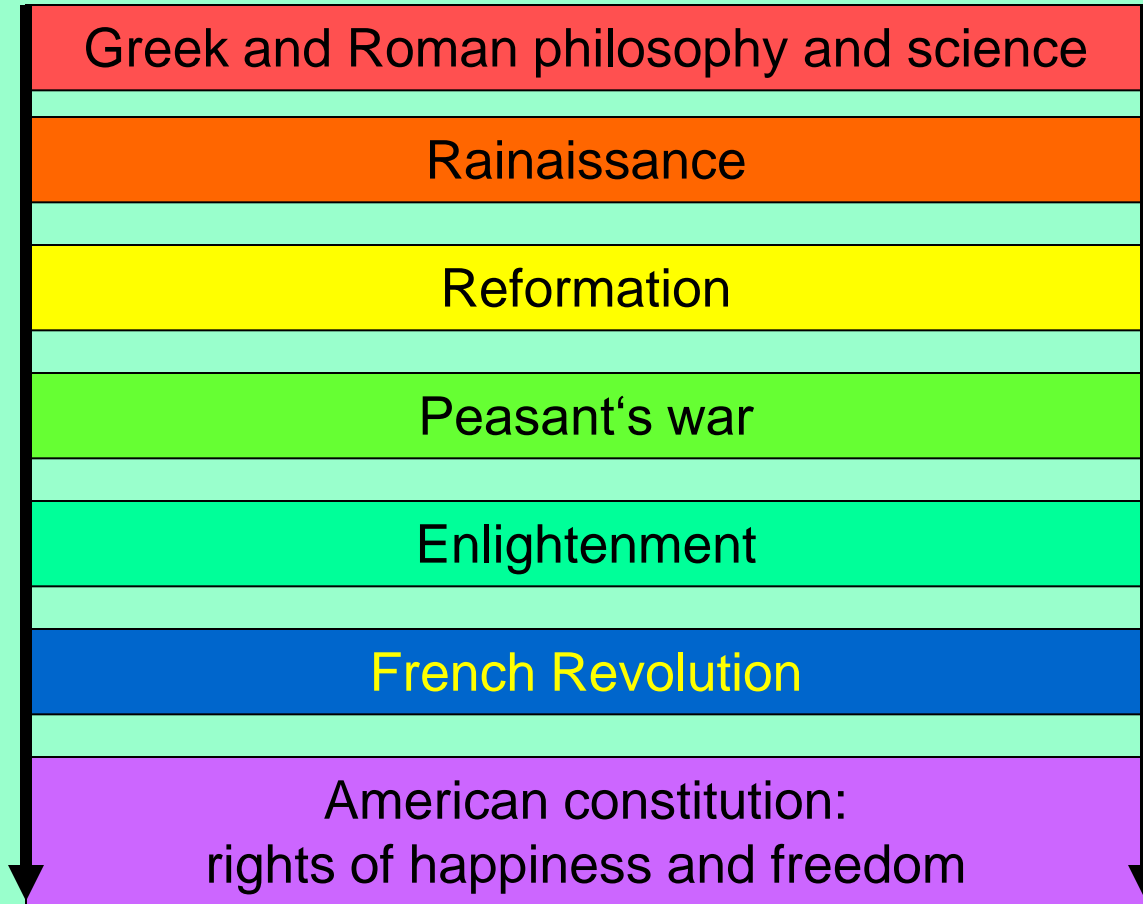 Greek and Roman philosophy and science
Rainaissance
Reformation
Peasant‘s war
Enlightenment
French Revolution
American constitution:
rights of happiness and freedom